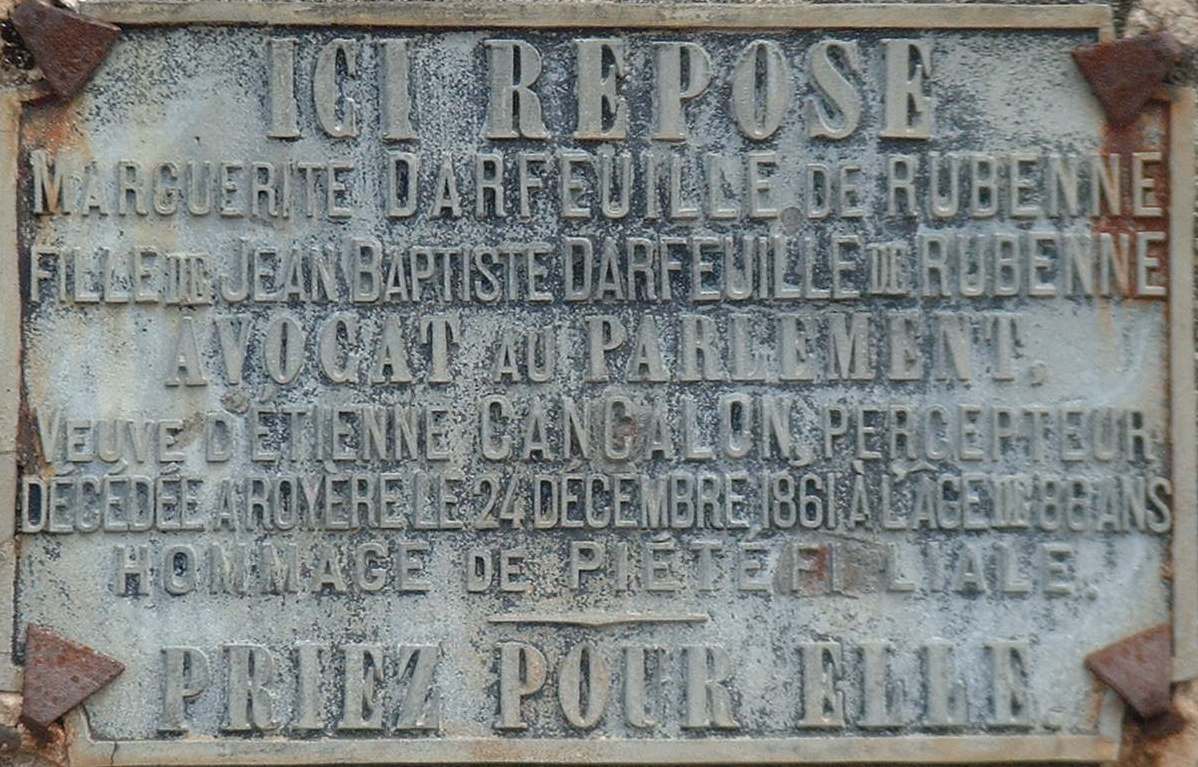 ICI REPOSE
MARGUERITE DARFEUILLE DE RUBENNE
FILLE DE JEAN BAPTISTE DARFEUILLE DE RUBENNE
AVOCAT AU PARLEMENT,
VEUVE D'ÉTIENNE CANCALON, PERCEPTEUR
DÉCÉDÉE A ROYÈRE LE 24 DÉCEMBRE 1861, À L'AGE DE 86 ANS
HOMMAGE DE PIÉTÉ FILIALE.
PRIEZ POUR ELLE.